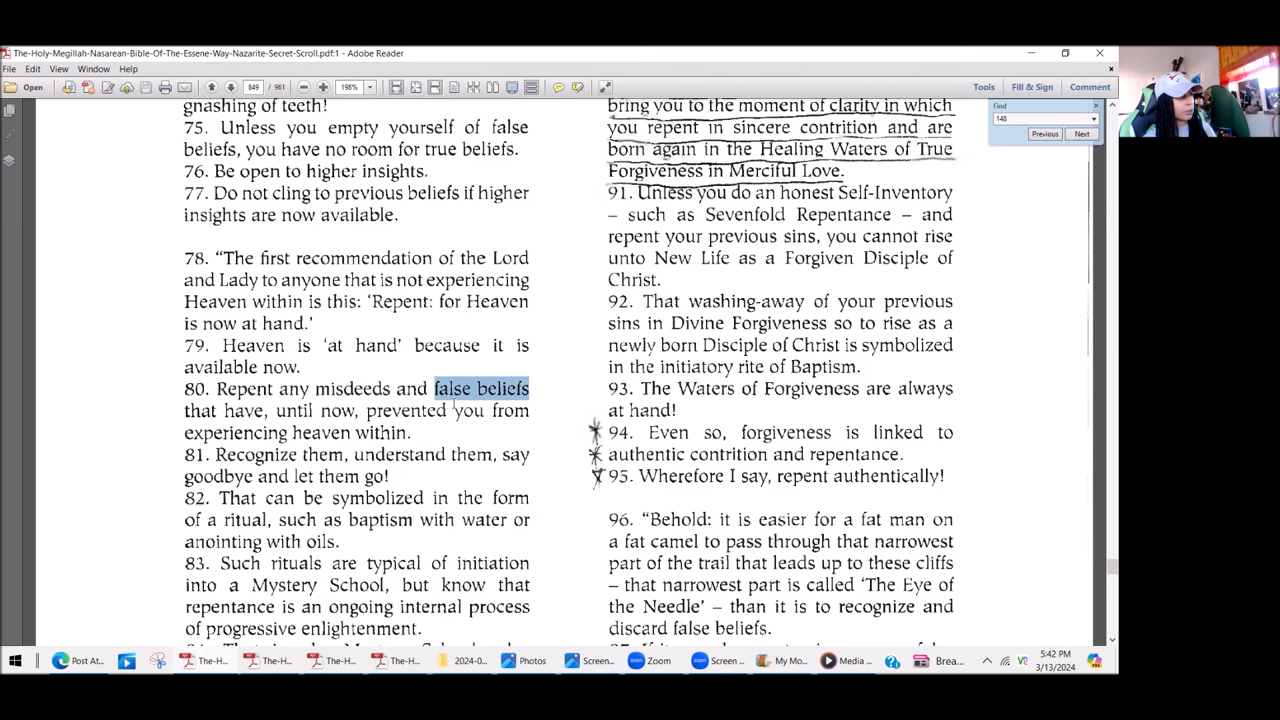 The-Holy-Megillah-Nasarean-Bible-Of-The-Essene-Way-Nazarite-Secret-Scroll.pdf:1 - Adobe Reader
File Edit View Window Help
Open 849 / 961 198% Tools Fill & Sign Comment
Find
148
Previous Next
gnashing of teeth!
75. Unless you empty yourself of false
beliefs, you have no room for true beliefs.
76. Be open to higher insights.
77. Do not cling to previous beliefs if higher
insights are now available.
78. “The first recommendation of the Lord
and Lady to anyone that is not experiencing
Heaven within is this: ‘Repent: for Heaven
is now at hand.’
79. Heaven is ‘at hand’ because it is
available now.
80. Repent any misdeeds and false beliefs
that have, until now, prevented you from
experiencing heaven within.
81. Recognize them, understand them, say
goodbye and let them go!
82. That can be symbolized in the form
of a ritual, such as baptism with water or
anointing with oils.
83. Such rituals are typical of initiation
into a Mystery School, but know that
repentance is an ongoing internal process
of progressive enlightenment.
bring you to the moment of clarity in which
you repent in sincere contrition and are
born again in the Healing Waters of True
Forgiveness in Merciful Love.
91. Unless you do an honest Self-Inventory
– such as Sevenfold Repentance – and
repent your previous sins, you cannot rise
unto New Life as a Forgiven Disciple of
Christ.
92. That washing-away of your previous
sins in Divine Forgiveness so to rise as a
newly born Disciple of Christ is symbolized
in the initiatory rite of Baptism.
93. The Waters of Forgiveness are always
at hand!
94. Even so, forgiveness is linked to
authentic contrition and repentance.
95. Wherefore I say, repent authentically!
96. “Behold: it is easier for a fat man on
a fat camel to pass through that narrowest
part of the trail that leads up to these cliffs
– that narrowest part is called ‘The Eye of
the Needle’ – than it is to recognize and
discard false beliefs.
Post At... The-H... The-H... The-H... The-H... 2024-0... Photos Screen... Zoom Screen ... My Mo... Media ... Brea...
5:42 PM
3/13/2024